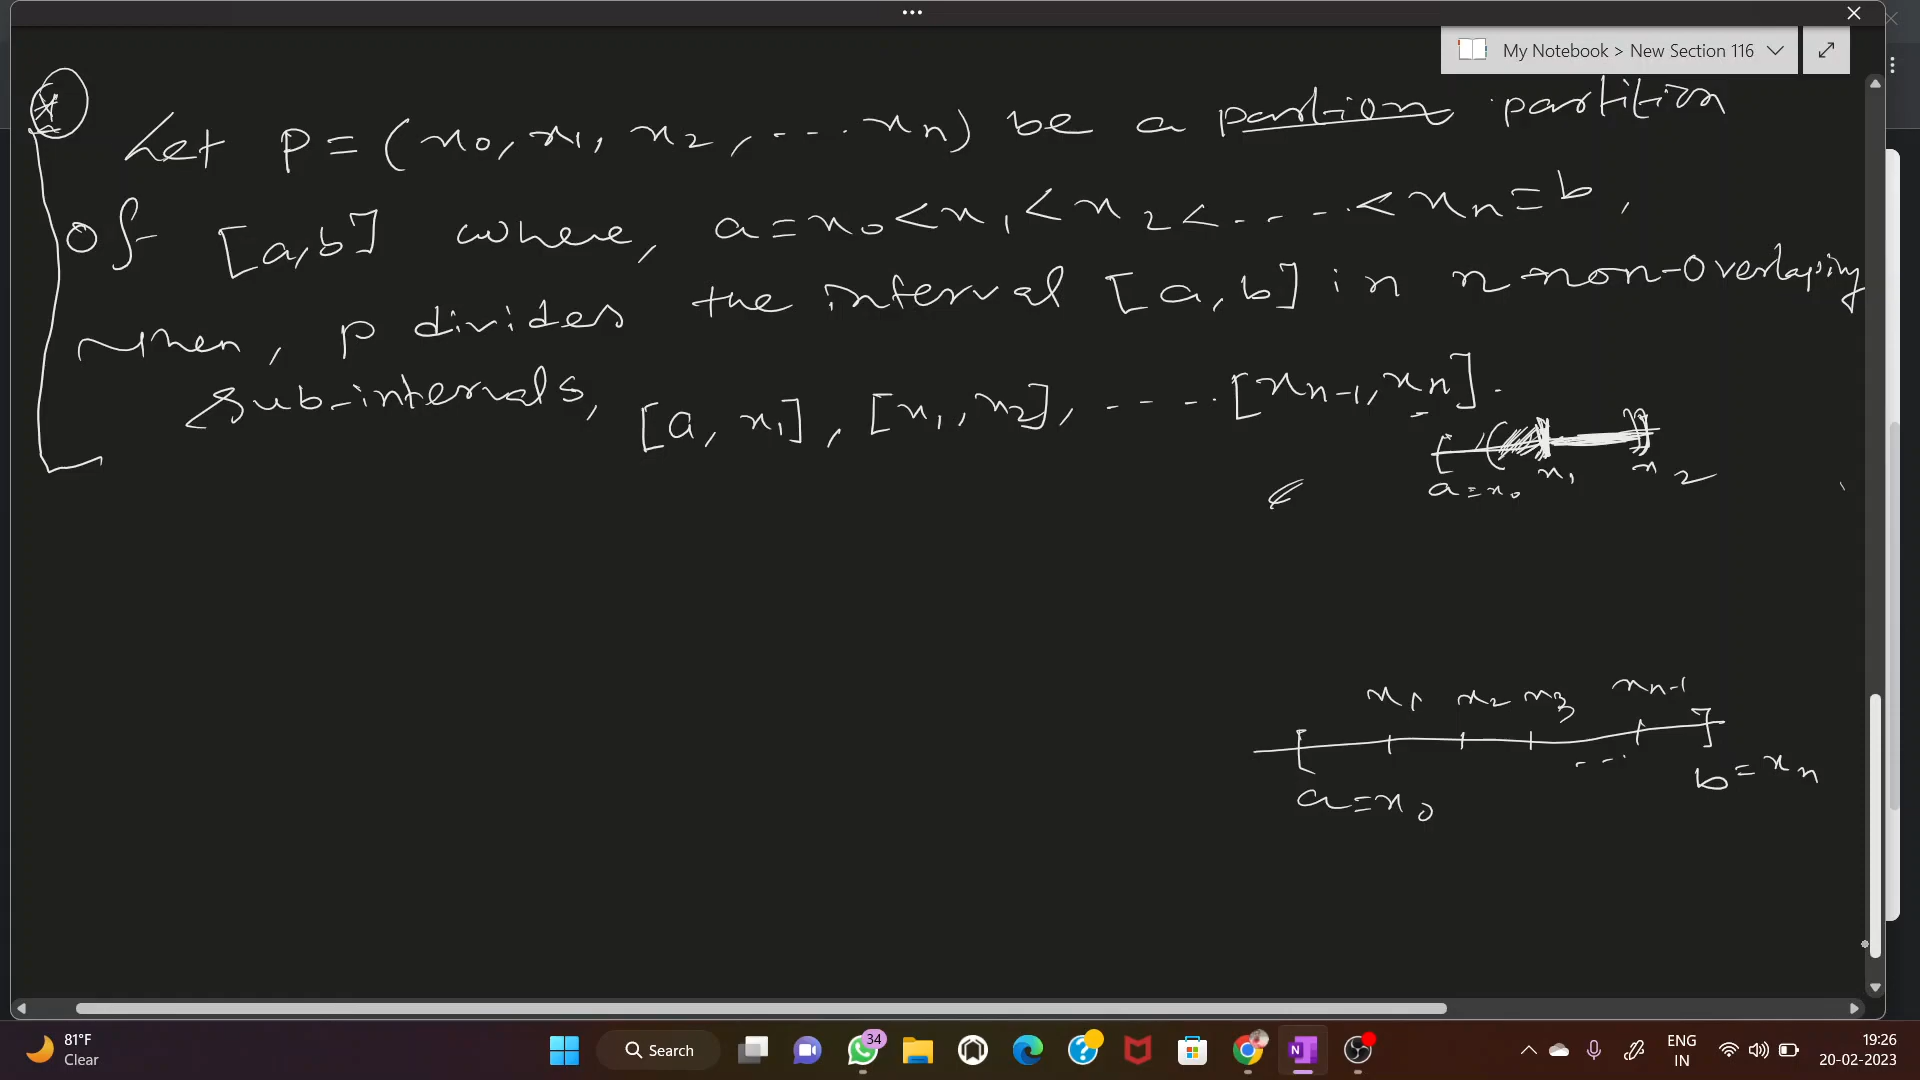 My Notebook > New Section 116
Let P = (x0, x1, x2, .... xn) be a partion partition
of [a,b] where, a = x0 < x1 < x2 < ..... < xn = b,
then, P divides the interval [a,b] in n non-overlaping
sub-intervals, [a, x1], [x1, x2], ..... [xn-1, xn].
a = x0 x1 x2
x1 x2 x3 xn-1
...
a = x0 b = xn
81°F
Clear
Search
34
ENG
IN
19:26
20-02-2023